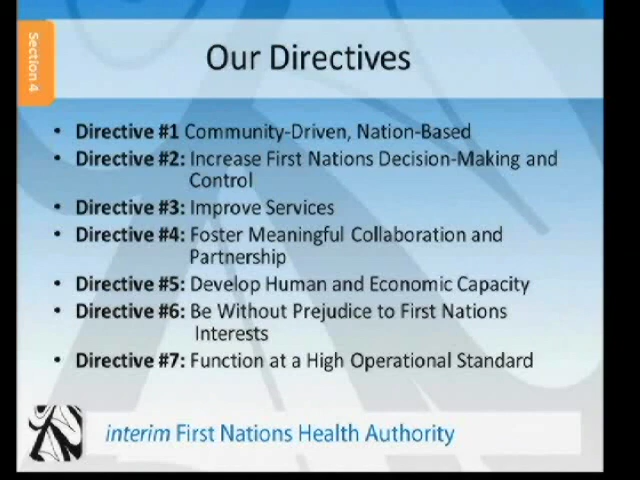 Section 4
Our Directives
• Directive #1 Community-Driven, Nation-Based
• Directive #2: Increase First Nations Decision-Making and
Control
• Directive #3: Improve Services
• Directive #4: Foster Meaningful Collaboration and
Partnership
• Directive #5: Develop Human and Economic Capacity
• Directive #6: Be Without Prejudice to First Nations
Interests
• Directive #7: Function at a High Operational Standard
interim First Nations Health Authority